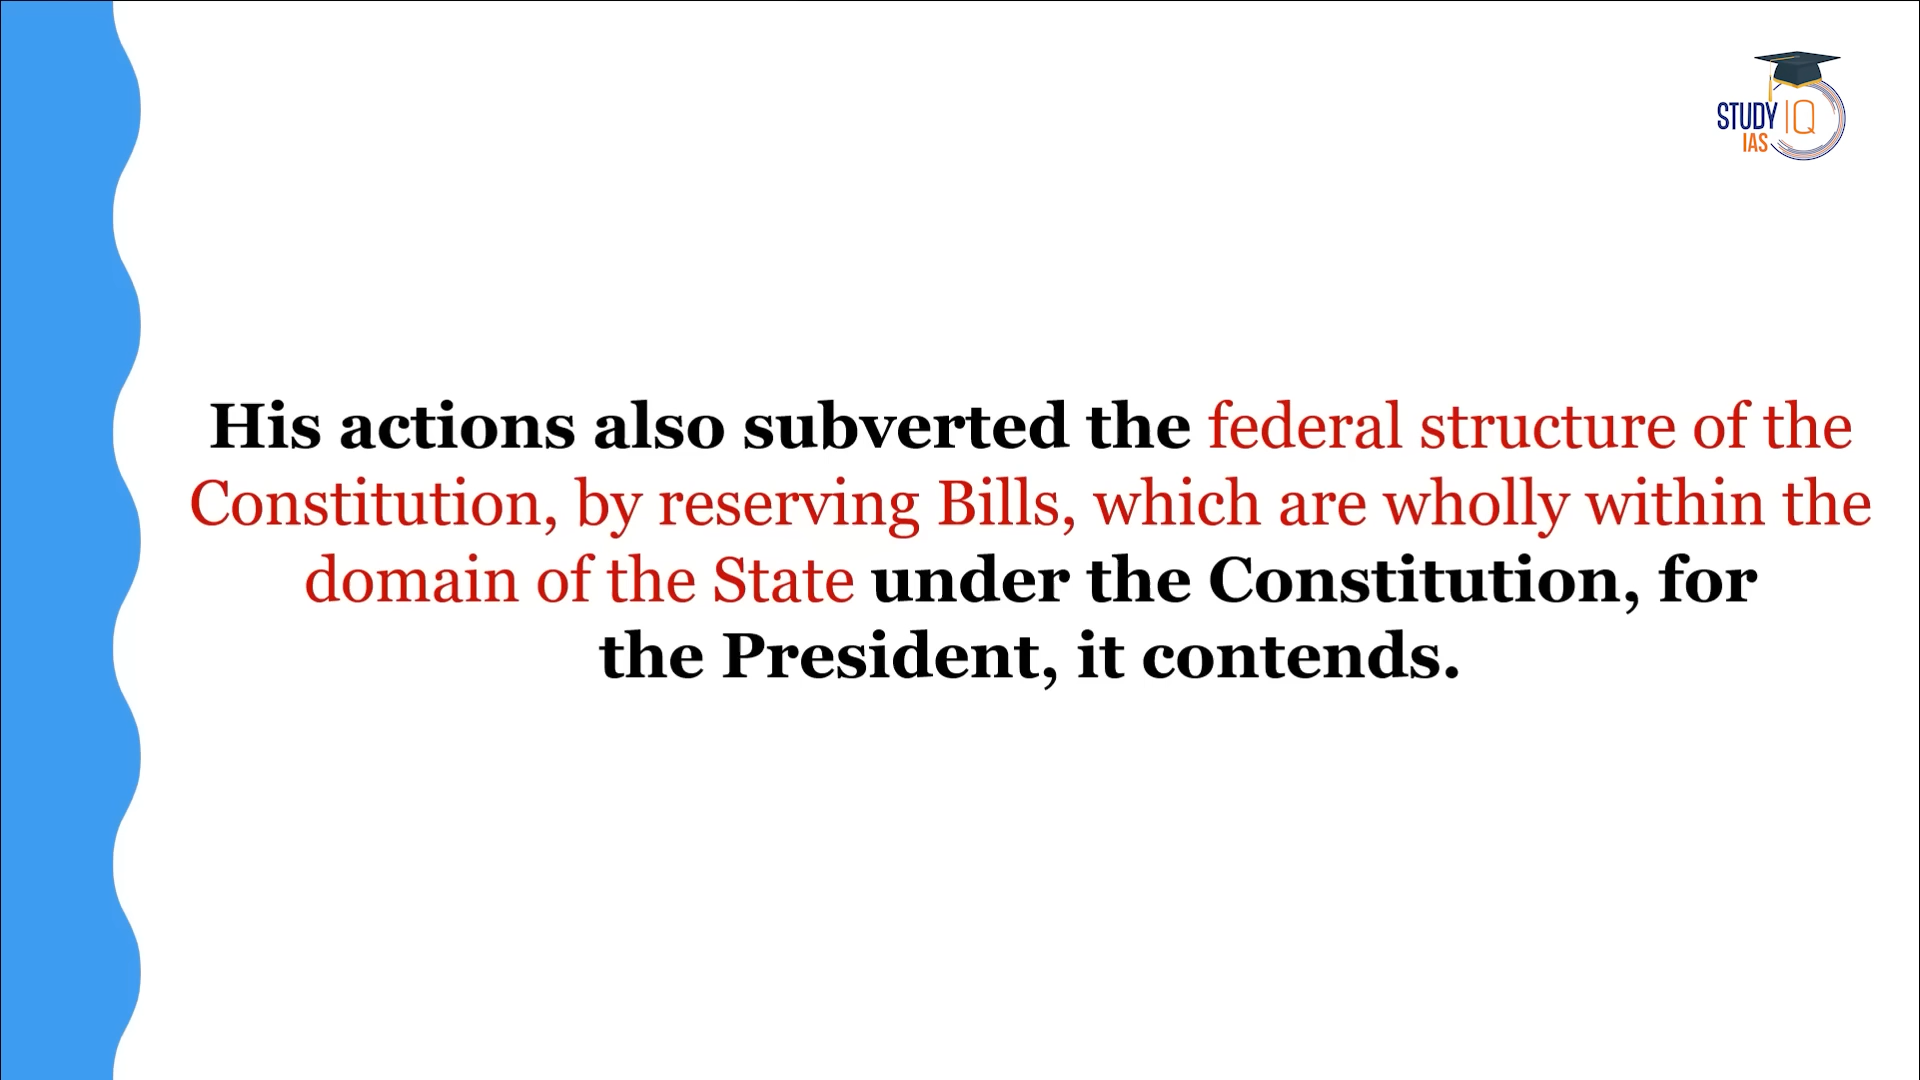 STUDY IQ
IAS
His actions also subverted the federal structure of the
Constitution, by reserving Bills, which are wholly within the
domain of the State under the Constitution, for
the President, it contends.